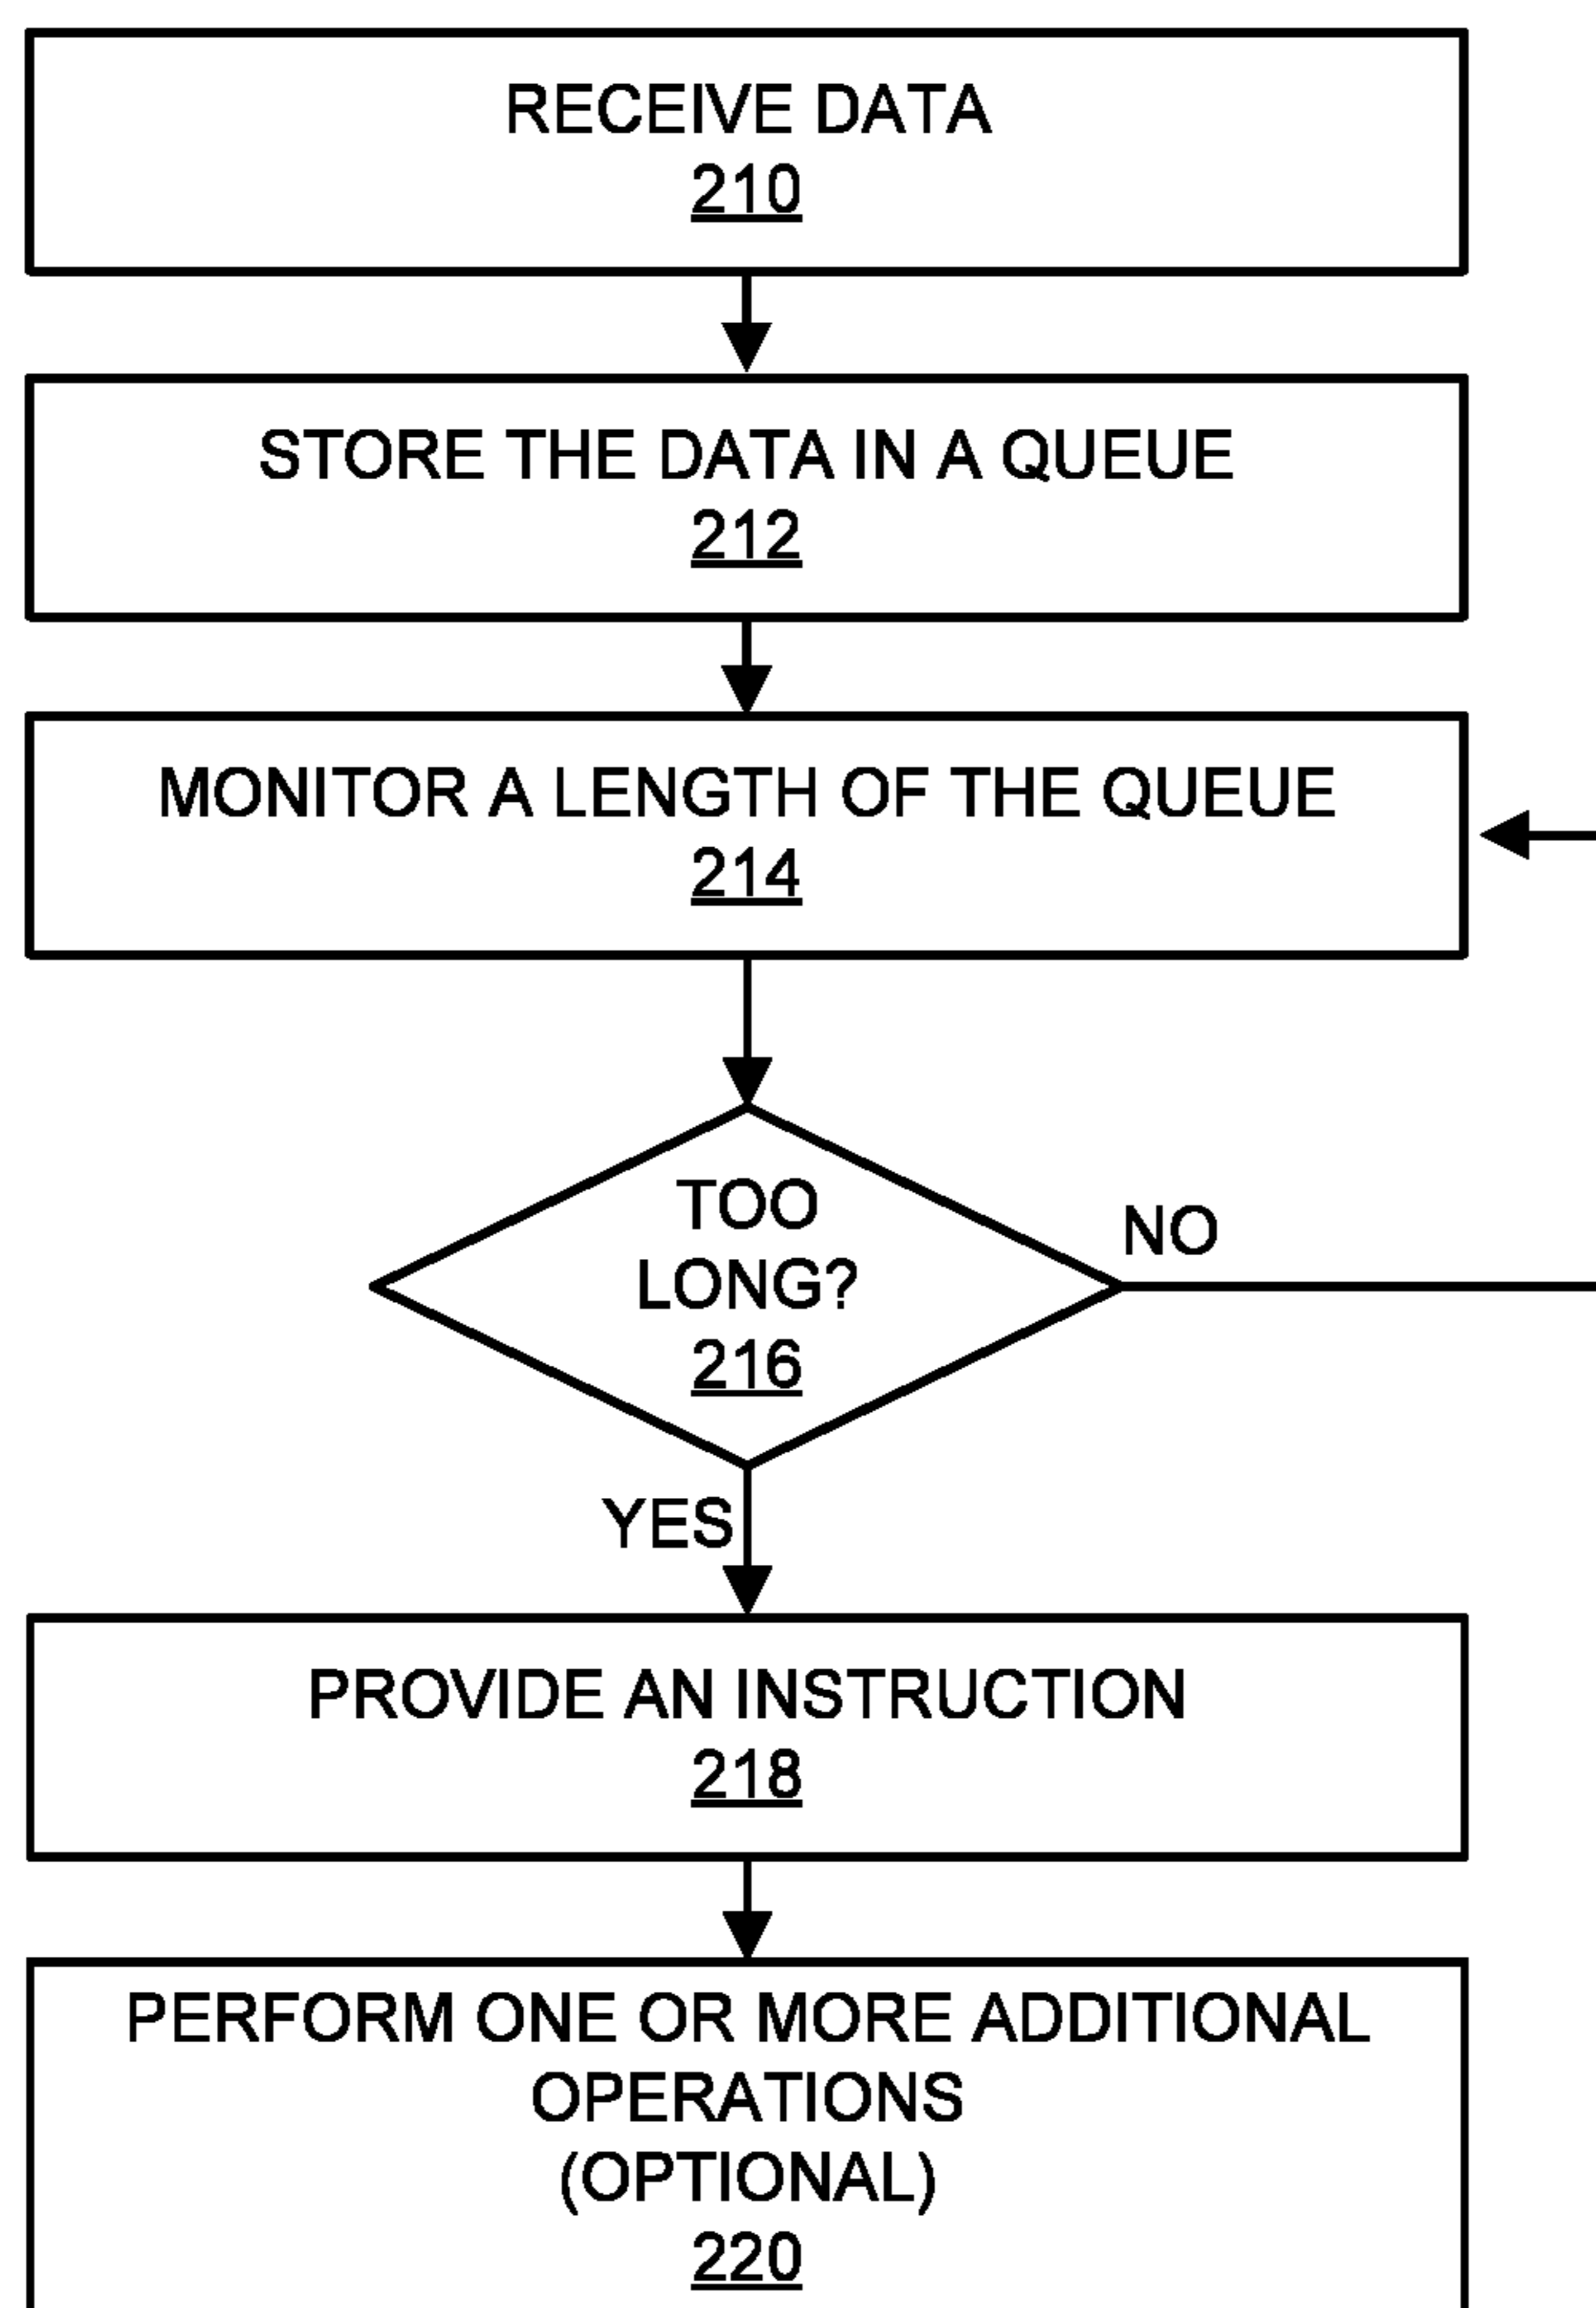 RECEIVE DATA
210
STORE THE DATA IN A QUEUE
212
MONITOR A LENGTH OF THE QUEUE
214
TOO
LONG?
216
NO
YES
PROVIDE AN INSTRUCTION
218
PERFORM ONE OR MORE ADDITIONAL
OPERATIONS
(OPTIONAL)
220